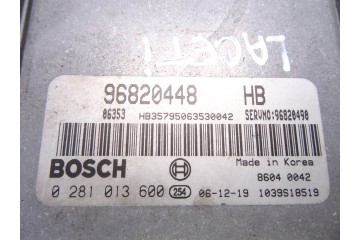 LACETTI
96820448 HB
06353 HB35795063530042 SERVNO:96820450
BOSCH
Made in Korea
8604 0042
0 281 013 600 254 06-12-19 1039S18519